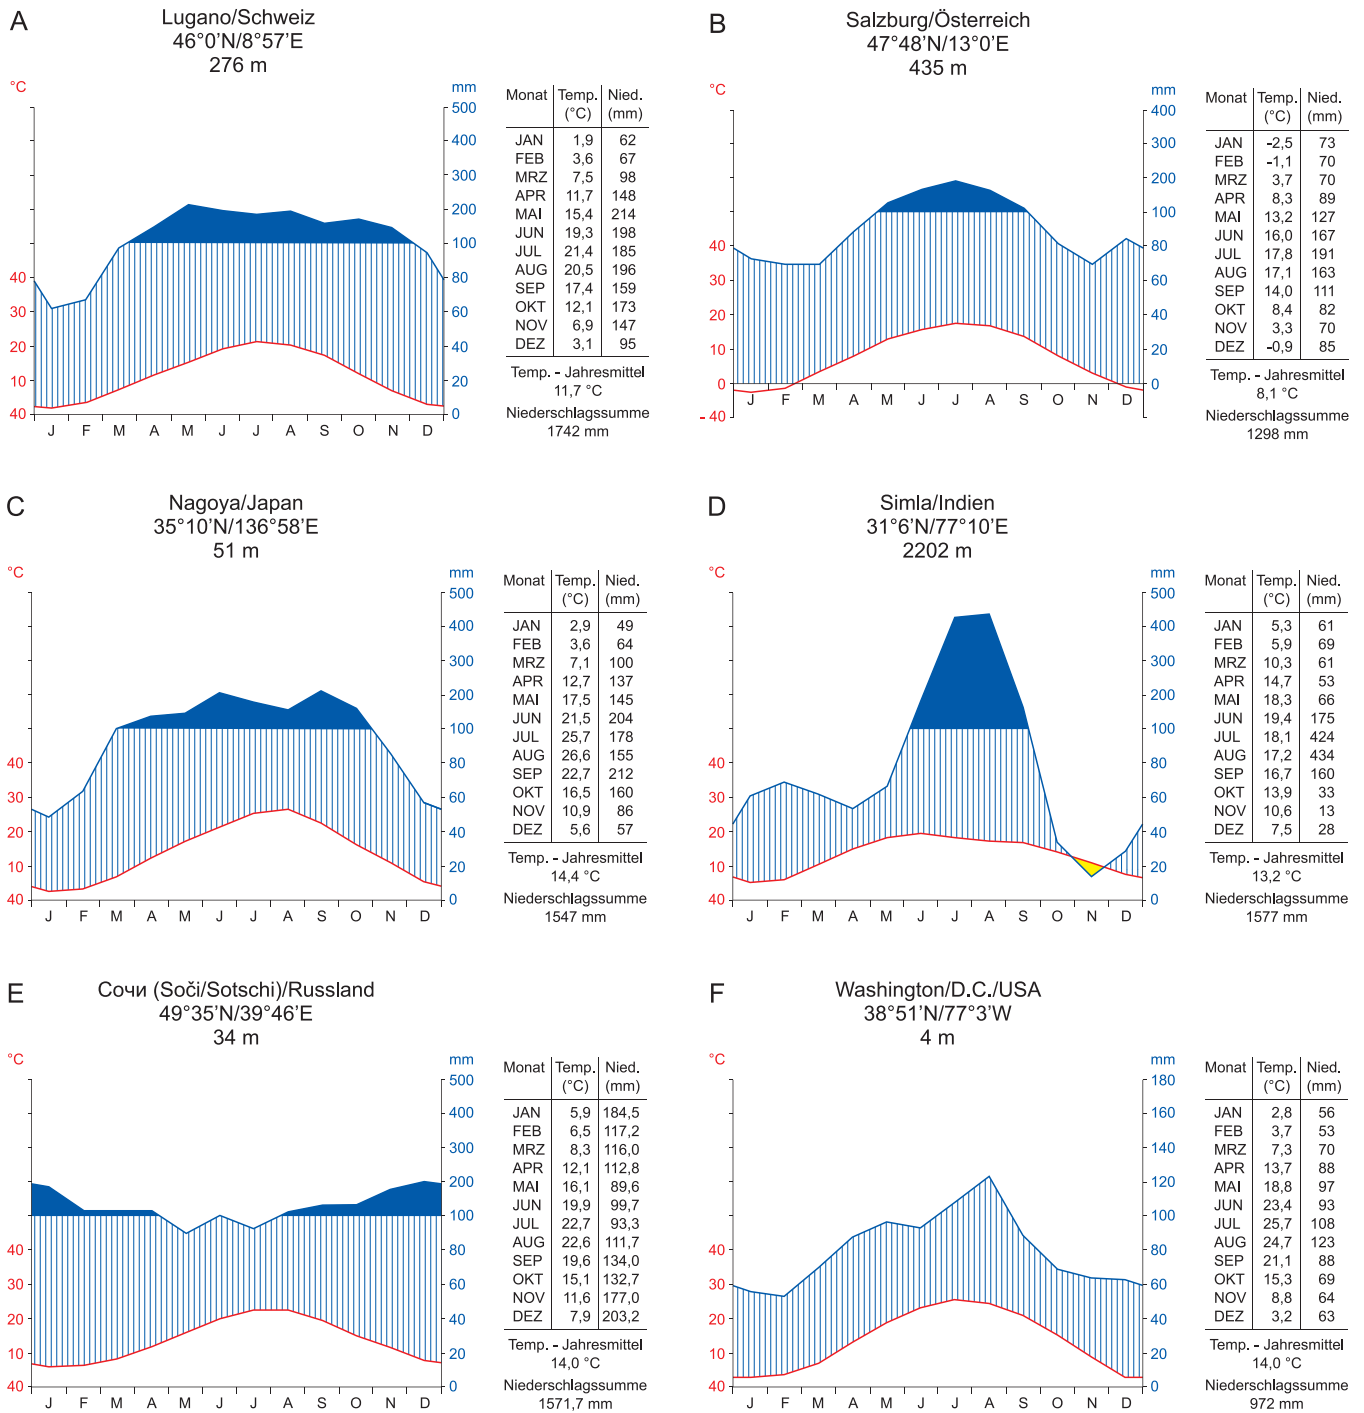 A
Lugano/Schweiz
46°0'N/8°57'E
276 m
°C
mm
500
400
300
200
100
80
60
40
20
0
40
30
20
10
40
J F M A M J J A S O N D
Monat Temp. Nied.
(°C) (mm)
JAN 1,9 62
FEB 3,6 67
MRZ 7,5 98
APR 11,7 148
MAI 15,4 214
JUN 19,3 198
JUL 21,4 185
AUG 20,5 196
SEP 17,4 159
OKT 12,1 173
NOV 6,9 147
DEZ 3,1 95
Temp. - Jahresmittel
11,7 °C
Niederschlagssumme
1742 mm
B
Salzburg/Österreich
47°48'N/13°0'E
435 m
°C
mm
400
300
200
100
80
60
40
20
0
40
30
20
10
0
- 40
J F M A M J J A S O N D
Monat Temp. Nied.
(°C) (mm)
JAN -2,5 73
FEB -1,1 70
MRZ 3,7 70
APR 8,3 89
MAI 13,2 127
JUN 16,0 167
JUL 17,8 191
AUG 17,1 163
SEP 14,0 111
OKT 8,4 82
NOV 3,3 70
DEZ -0,9 85
Temp. - Jahresmittel
8,1 °C
Niederschlagssumme
1298 mm
C
Nagoya/Japan
35°10'N/136°58'E
51 m
°C
mm
500
400
300
200
100
80
60
40
20
0
40
30
20
10
40
J F M A M J J A S O N D
Monat Temp. Nied.
(°C) (mm)
JAN 2,9 49
FEB 3,6 64
MRZ 7,1 100
APR 12,7 137
MAI 17,5 145
JUN 21,5 204
JUL 25,7 178
AUG 26,6 155
SEP 22,7 212
OKT 16,5 160
NOV 10,9 86
DEZ 5,6 57
Temp. - Jahresmittel
14,4 °C
Niederschlagssumme
1547 mm
D
Simla/Indien
31°6'N/77°10'E
2202 m
°C
mm
500
400
300
200
100
80
60
40
20
0
40
30
20
10
40
J F M A M J J A S O N D
Monat Temp. Nied.
(°C) (mm)
JAN 5,3 61
FEB 5,9 69
MRZ 10,3 61
APR 14,7 53
MAI 18,3 66
JUN 19,4 175
JUL 18,1 424
AUG 17,2 434
SEP 16,7 160
OKT 13,9 33
NOV 10,6 13
DEZ 7,5 28
Temp. - Jahresmittel
13,2 °C
Niederschlagssumme
1577 mm
E
Сочи (Soči/Sotschi)/Russland
49°35'N/39°46'E
34 m
°C
mm
500
400
300
200
100
80
60
40
20
0
40
30
20
10
40
J F M A M J J A S O N D
Monat Temp. Nied.
(°C) (mm)
JAN 5,9 184,5
FEB 6,5 117,2
MRZ 8,3 116,0
APR 12,1 112,8
MAI 16,1 89,6
JUN 19,9 99,7
JUL 22,7 93,3
AUG 22,6 111,7
SEP 19,6 134,0
OKT 15,1 132,7
NOV 11,6 177,0
DEZ 7,9 203,2
Temp. - Jahresmittel
14,0 °C
Niederschlagssumme
1571,7 mm
F
Washington/D.C./USA
38°51'N/77°3'W
4 m
°C
mm
180
160
140
120
100
80
60
40
20
0
40
30
20
10
40
J F M A M J J A S O N D
Monat Temp. Nied.
(°C) (mm)
JAN 2,8 56
FEB 3,7 53
MRZ 7,3 70
APR 13,7 88
MAI 18,8 97
JUN 23,4 93
JUL 25,7 108
AUG 24,7 123
SEP 21,1 88
OKT 15,3 69
NOV 8,8 64
DEZ 3,2 63
Temp. - Jahresmittel
14,0 °C
Niederschlagssumme
972 mm